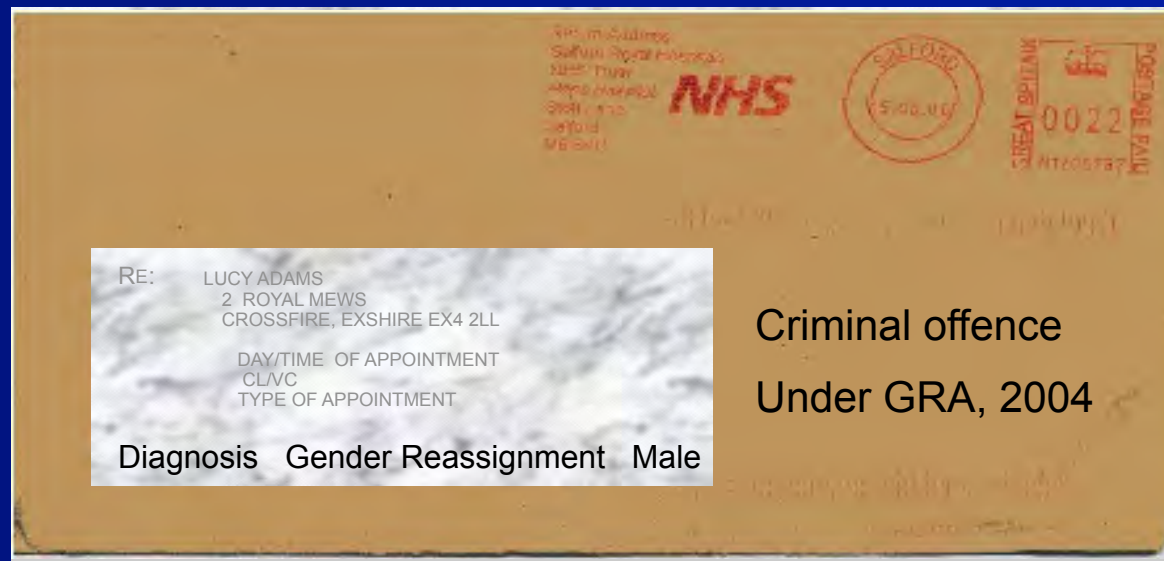 NHS
SALFORD
GREAT BRITAIN
0022
POSTAGE PAID
RE: LUCY ADAMS
2 ROYAL MEWS
CROSSFIRE, EXSHIRE EX4 2LL
DAY/TIME OF APPOINTMENT
CL/VC
TYPE OF APPOINTMENT
Diagnosis Gender Reassignment Male
Criminal offence
Under GRA, 2004